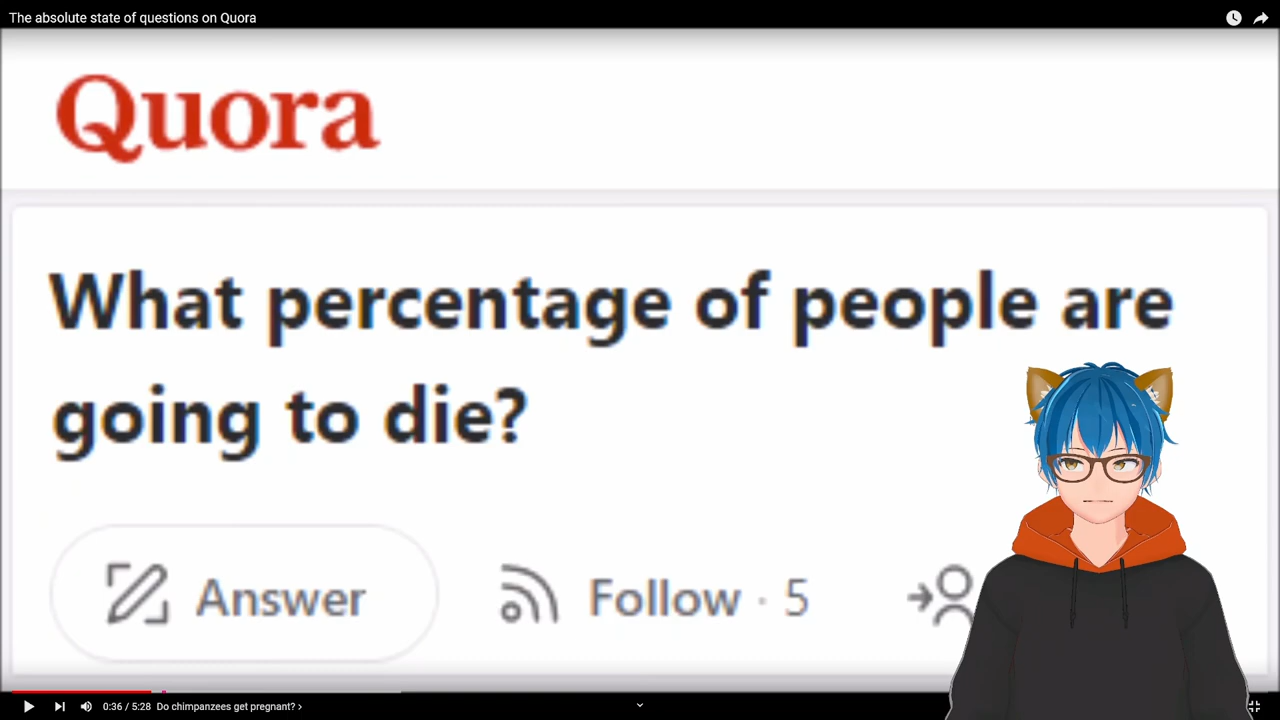 The absolute state of questions on Quora
Quora
What percentage of people are
going to die?
Answer
Follow · 5
0:36 / 5:28 Do chimpanzees get pregnant? ›